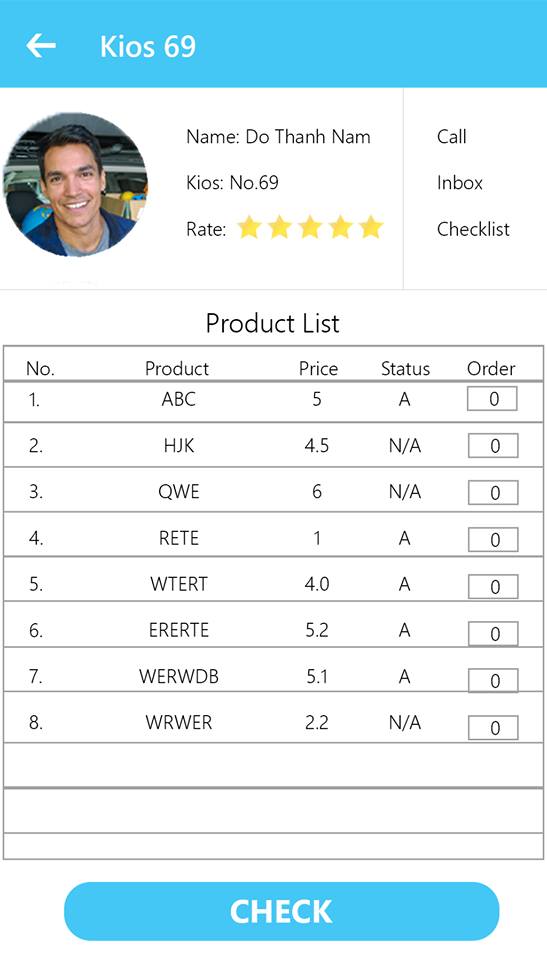 Kios 69
Name: Do Thanh Nam
Call
Kios: No.69
Inbox
Rate:
Checklist
Product List
No. Product Price Status Order
1. ABC 5 A 0
2. HJK 4.5 N/A 0
3. QWE 6 N/A 0
4. RETE 1 A 0
5. WTERT 4.0 A 0
6. ERERTE 5.2 A 0
7. WERWDB 5.1 A 0
8. WRWER 2.2 N/A 0
CHECK